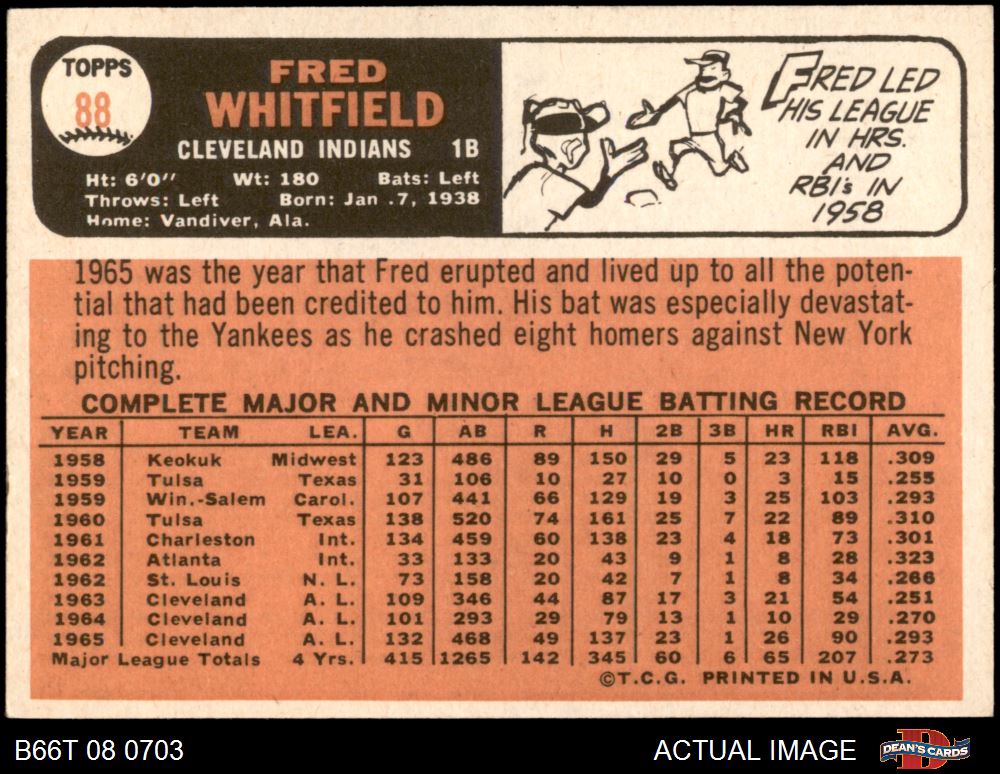 TOPPS
88
FRED
WHITFIELD
CLEVELAND INDIANS 1B
Ht: 6'0" Wt: 180 Bats: Left
Throws: Left Born: Jan .7, 1938
Home: Vandiver, Ala.
FRED LED
HIS LEAGUE
IN HRS.
AND
RBI's IN
1958
1965 was the year that Fred erupted and lived up to all the poten-
tial that had been credited to him. His bat was especially devastat-
ing to the Yankees as he crashed eight homers against New York
pitching.
COMPLETE MAJOR AND MINOR LEAGUE BATTING RECORD
YEAR TEAM LEA. G AB R H 2B 3B HR RBI AVG.
1958 Keokuk Midwest 123 486 89 150 29 5 23 118 .309
1959 Tulsa Texas 31 106 10 27 10 0 3 15 .255
1959 Win.-Salem Carol. 107 441 66 129 19 3 25 103 .293
1960 Tulsa Texas 138 520 74 161 25 7 22 89 .310
1961 Charleston Int. 134 459 60 138 23 4 18 73 .301
1962 Atlanta Int. 33 133 20 43 9 1 8 28 .323
1962 St. Louis N. L. 73 158 20 42 7 1 8 34 .266
1963 Cleveland A. L. 109 346 44 87 17 3 21 54 .251
1964 Cleveland A. L. 101 293 29 79 13 1 10 29 .270
1965 Cleveland A. L. 132 468 49 137 23 1 26 90 .293
Major League Totals 4 Yrs. 415 1265 142 345 60 6 65 207 .273
©T.C.G. PRINTED IN U.S.A.
B66T 08 0703 ACTUAL IMAGE DEAN'S CARDS